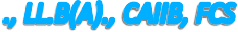 ., LL.B(A)., CAIIB, FCS